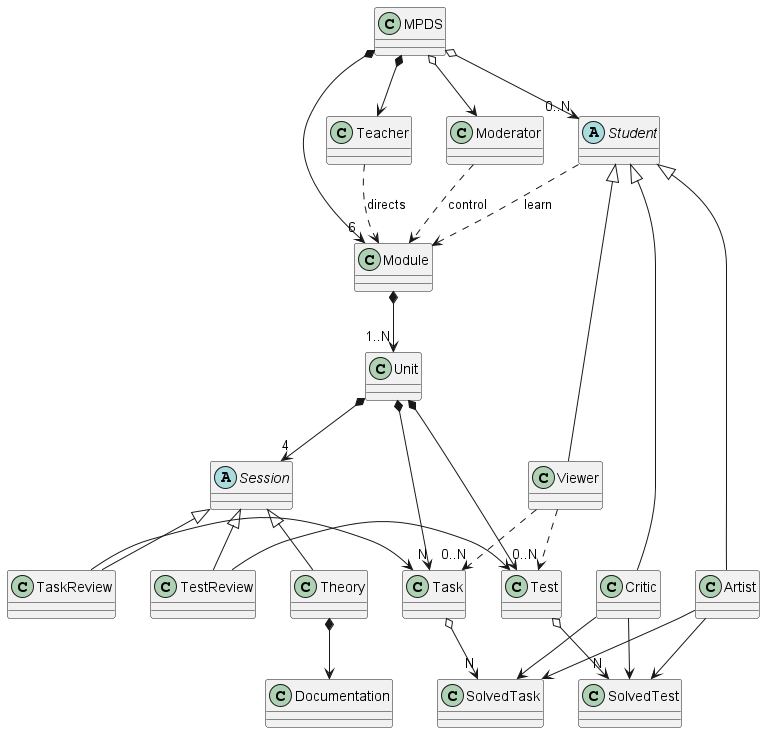 C MPDS
0..N
C Teacher
C Moderator
A Student
directs
control
learn
6
C Module
1..N
C Unit
4
A Session
C Viewer
N
0..N
0..N
C TaskReview
C TestReview
C Theory
C Task
C Test
C Critic
C Artist
N
N
C Documentation
C SolvedTask
C SolvedTest